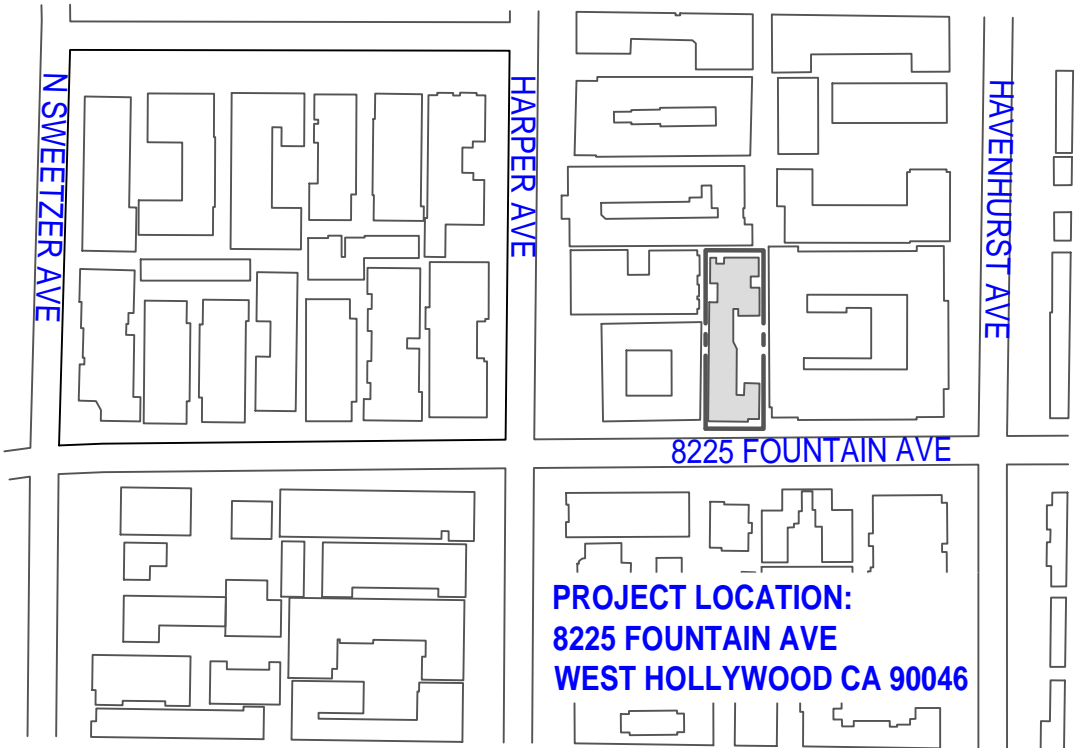 N SWEETZER AVE
HARPER AVE
HAVENHURST AVE
8225 FOUNTAIN AVE
PROJECT LOCATION:
8225 FOUNTAIN AVE
WEST HOLLYWOOD CA 90046